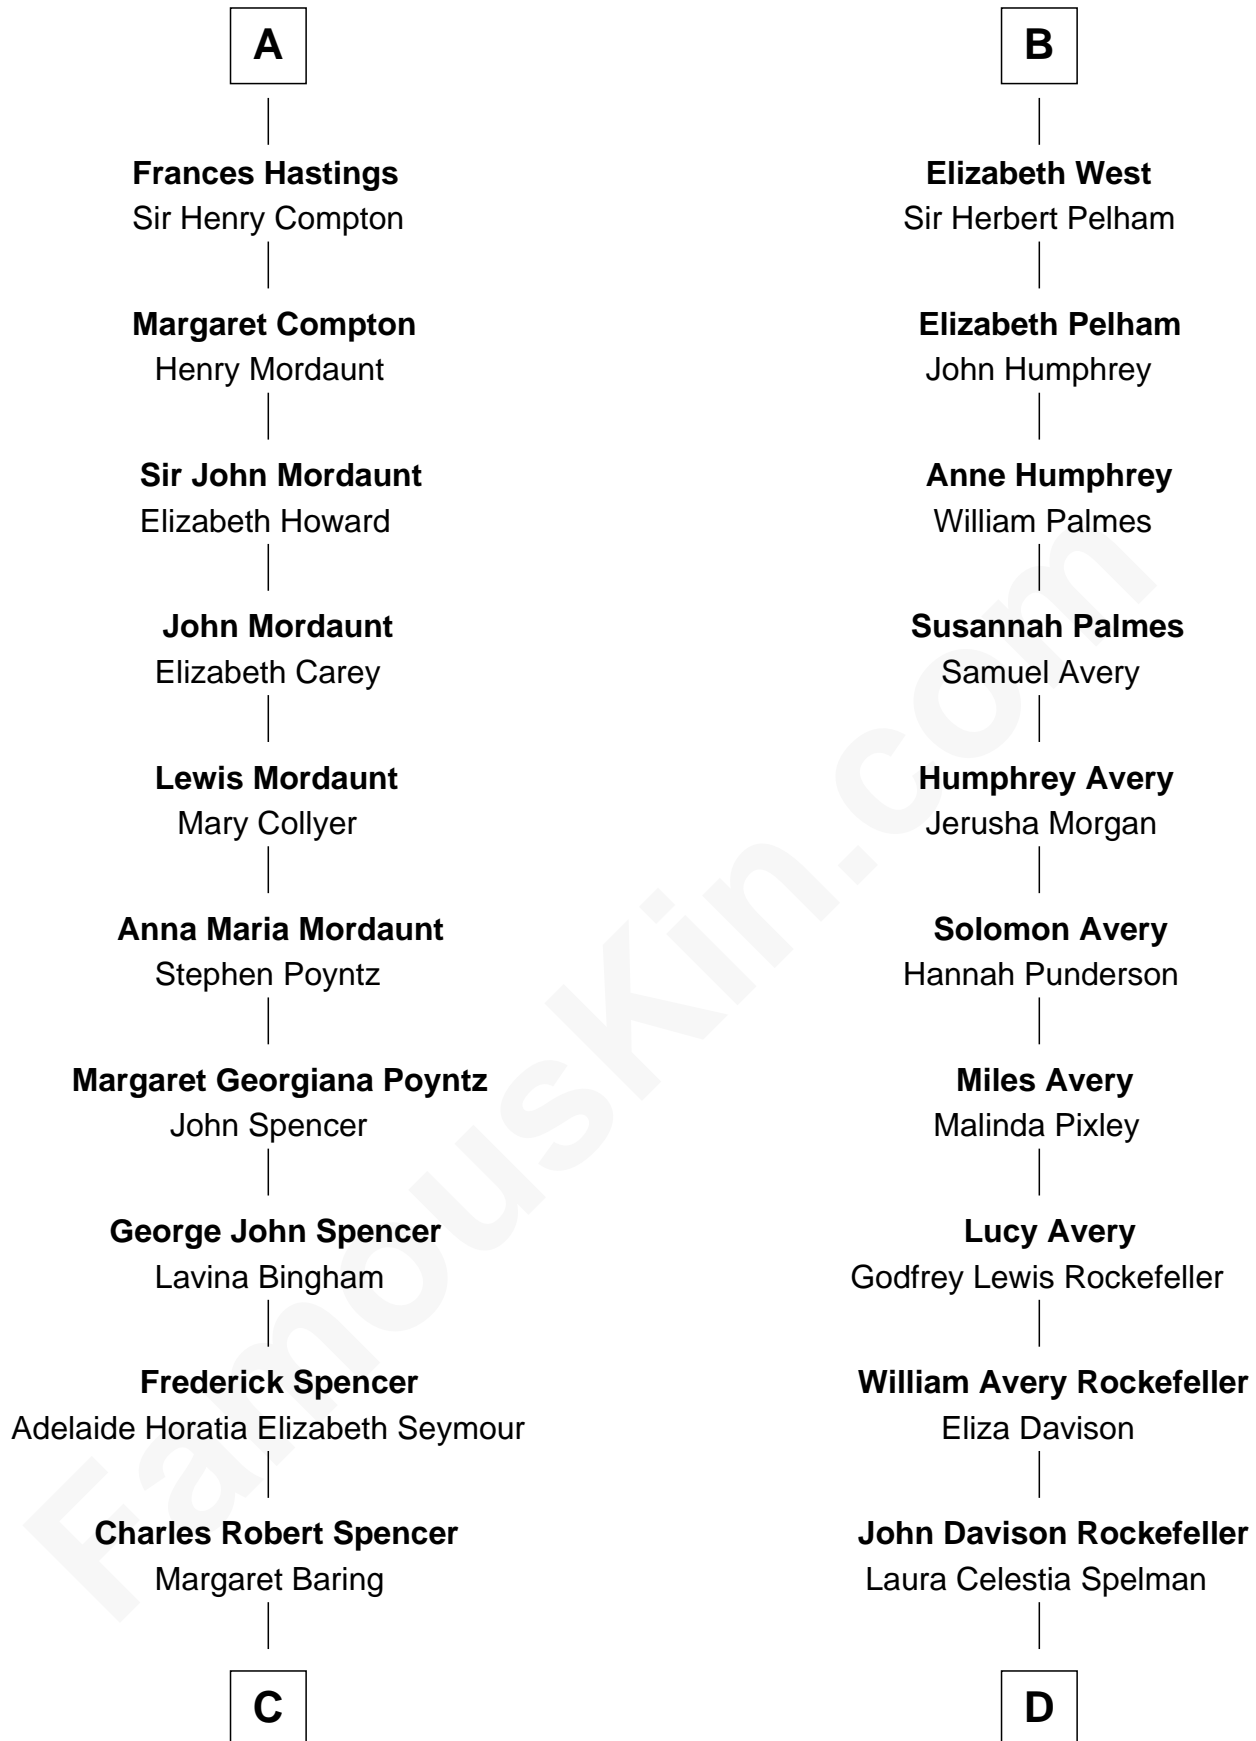 A
Frances Hastings
Sir Henry Compton
Margaret Compton
Henry Mordaunt
Sir John Mordaunt
Elizabeth Howard
John Mordaunt
Elizabeth Carey
Lewis Mordaunt
Mary Collyer
Anna Maria Mordaunt
Stephen Poyntz
Margaret Georgiana Poyntz
John Spencer
George John Spencer
Lavina Bingham
Frederick Spencer
Adelaide Horatia Elizabeth Seymour
Charles Robert Spencer
Margaret Baring
C
B
Elizabeth West
Sir Herbert Pelham
Elizabeth Pelham
John Humphrey
Anne Humphrey
William Palmes
Susannah Palmes
Samuel Avery
Humphrey Avery
Jerusha Morgan
Solomon Avery
Hannah Punderson
Miles Avery
Malinda Pixley
Lucy Avery
Godfrey Lewis Rockefeller
William Avery Rockefeller
Eliza Davison
John Davison Rockefeller
Laura Celestia Spelman
D
FamousKin.com